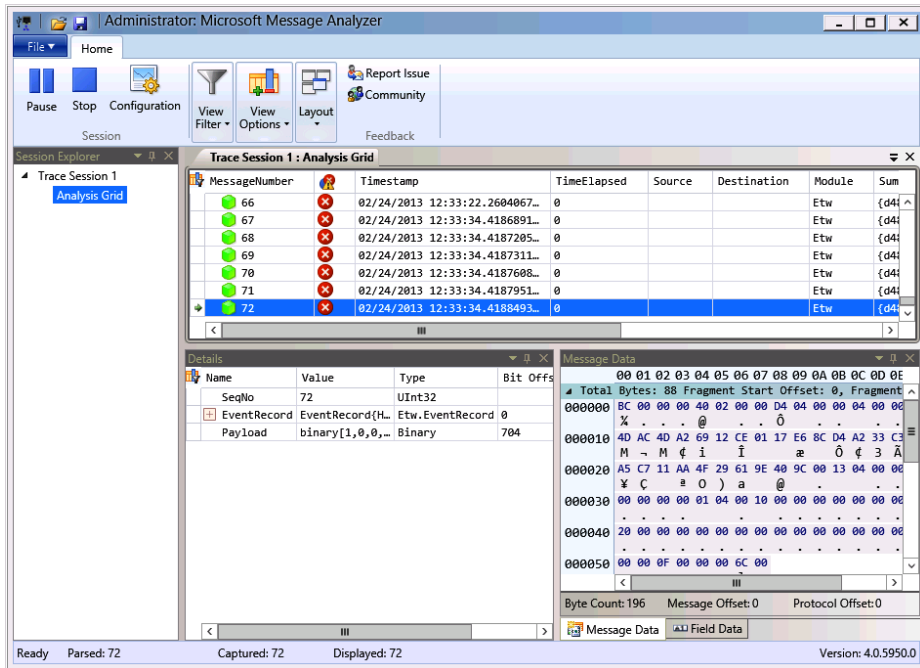 Administrator: Microsoft Message Analyzer
File
Home
Pause
Stop
Configuration
View Filter
View Options
Layout
Report Issue
Community
Session
Feedback
Session Explorer
Trace Session 1
Analysis Grid
Trace Session 1 : Analysis Grid
MessageNumber Timestamp TimeElapsed Source Destination Module Sum
66 02/24/2013 12:33:22.2604067... 0 Etw {d48
67 02/24/2013 12:33:34.4186891... 0 Etw {d48
68 02/24/2013 12:33:34.4187205... 0 Etw {d48
69 02/24/2013 12:33:34.4187311... 0 Etw {d48
70 02/24/2013 12:33:34.4187608... 0 Etw {d48
71 02/24/2013 12:33:34.4187951... 0 Etw {d48
72 02/24/2013 12:33:34.4188493... 0 Etw {d48
Details
Name Value Type Bit Offs
SeqNo 72 UInt32
EventRecord EventRecord{H... Etw.EventRecord 0
Payload binary[1,0,0,... Binary 704
Message Data
00 01 02 03 04 05 06 07 08 09 0A 0B 0C 0D 0E
Total Bytes: 88 Fragment Start Offset: 0, Fragment
000000 BC 00 00 00 40 02 00 00 D4 04 00 00 04 00 00
¼ . . . @ . . . Ô . . . . . .
000010 4D AC 4D A2 69 12 CE 01 17 E6 8C D4 A2 33 C3
M ¬ M ¢ i Î æ Ô ¢ 3 Ã
000020 A5 C7 11 AA 4F 29 61 9E 40 9C 00 13 04 00 00
¥ Ç ª O ) a @ . . . .
000030 00 00 00 00 01 04 00 10 00 00 00 00 00 00 00
000040 20 00 00 00 00 00 00 00 00 00 00 00 00 00 00
000050 00 00 0F 00 00 00 6C 00
Byte Count: 196 Message Offset: 0 Protocol Offset: 0
Message Data
Field Data
Ready Parsed: 72 Captured: 72 Displayed: 72 Version: 4.0.5950.0